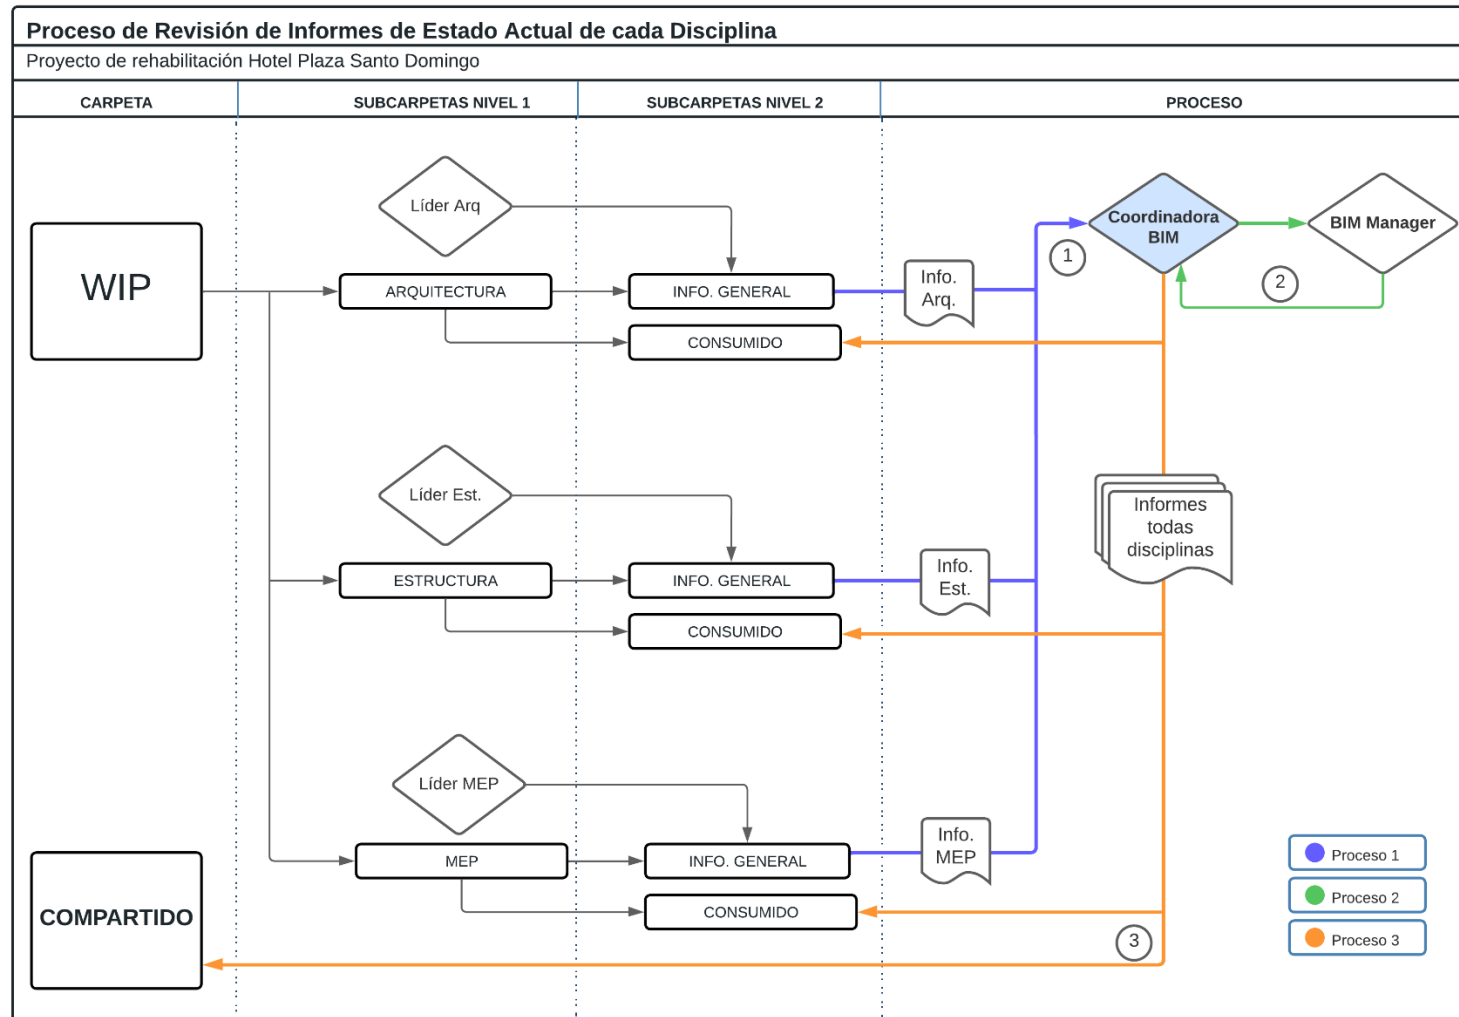 Proceso de Revisión de Informes de Estado Actual de cada Disciplina
Proyecto de rehabilitación Hotel Plaza Santo Domingo
CARPETA
SUBCARPETAS NIVEL 1
SUBCARPETAS NIVEL 2
PROCESO
Líder Arq
Coordinadora
BIM
BIM Manager
1
2
WIP
ARQUITECTURA
INFO. GENERAL
Info.
Arq.
CONSUMIDO
Líder Est.
Informes
todas
disciplinas
ESTRUCTURA
INFO. GENERAL
Info.
Est.
CONSUMIDO
Líder MEP
MEP
INFO. GENERAL
Info.
MEP
Proceso 1
Proceso 2
Proceso 3
COMPARTIDO
CONSUMIDO
3